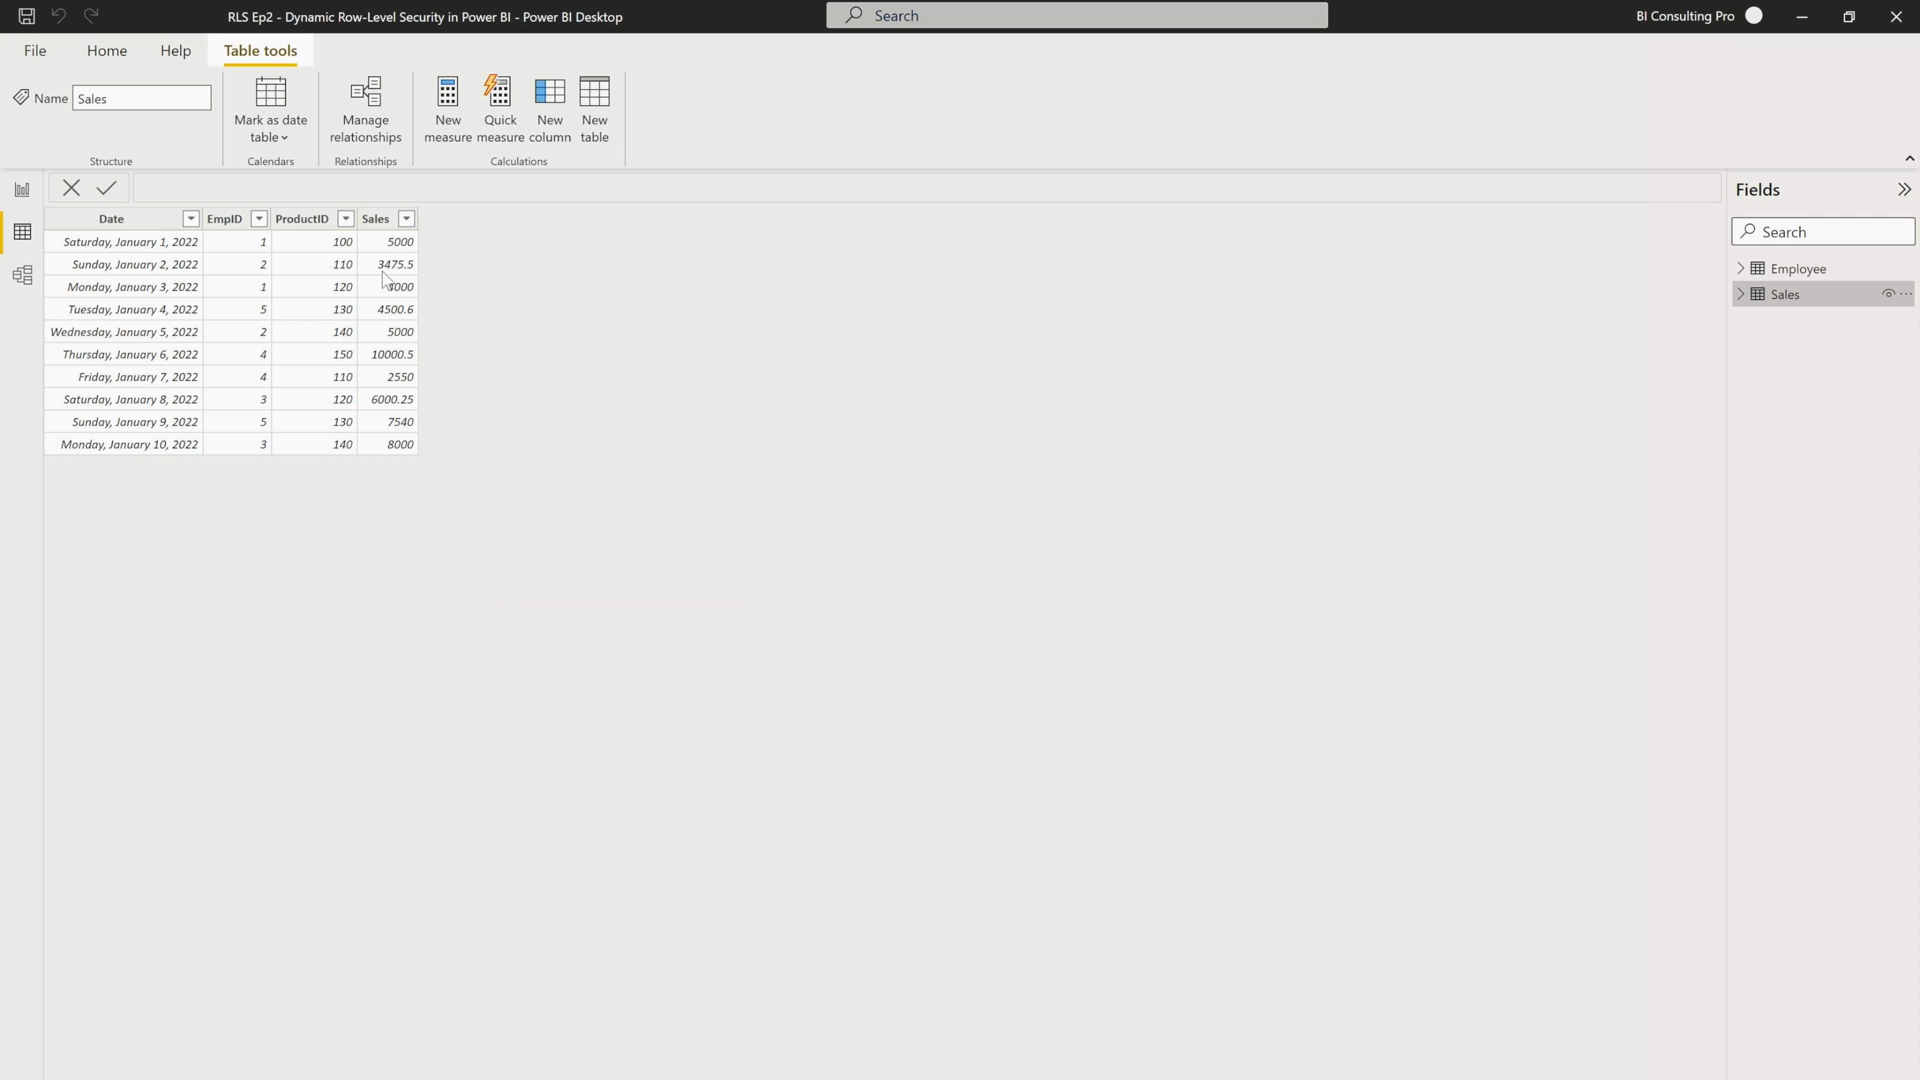 RLS Ep2 - Dynamic Row-Level Security in Power BI - Power BI Desktop
Search
BI Consulting Pro
File Home Help Table tools
Name Sales
Mark as date table
Manage relationships
New measure
Quick measure
New column
New table
Structure Calendars Relationships Calculations
Fields
Search
Employee
Sales
Date EmpID ProductID Sales
Saturday, January 1, 2022 1 100 5000
Sunday, January 2, 2022 2 110 3475.5
Monday, January 3, 2022 1 120
Tuesday, January 4, 2022 5 130 4500.6
Wednesday, January 5, 2022 2 140 5000
Thursday, January 6, 2022 4 150 10000.5
Friday, January 7, 2022 4 110 2550
Saturday, January 8, 2022 3 120 6000.25
Sunday, January 9, 2022 5 130 7540
Monday, January 10, 2022 3 140 8000